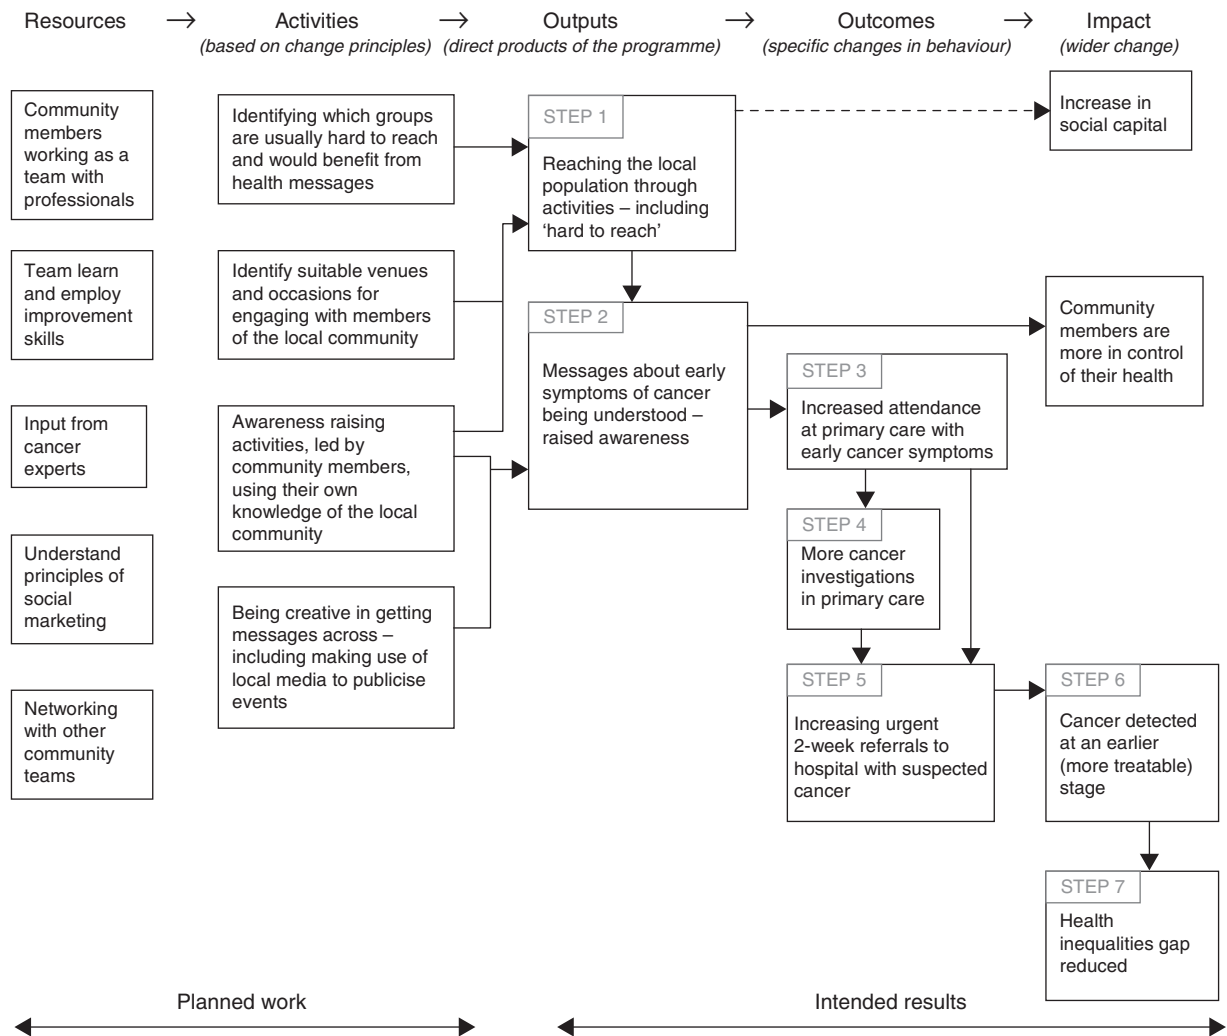 Resources → Activities → Outputs → Outcomes → Impact
(based on change principles) (direct products of the programme) (specific changes in behaviour) (wider change)
Community
members
working as a
team with
professionals
Team learn
and employ
improvement
skills
Input from
cancer
experts
Understand
principles of
social
marketing
Networking
with other
community
teams
Identifying which groups
are usually hard to reach
and would benefit from
health messages
Identify suitable venues
and occasions for
engaging with members
of the local community
Awareness raising
activities, led by
community members,
using their own
knowledge of the local
community
Being creative in getting
messages across –
including making use of
local media to publicise
events
STEP 1
Reaching the local
population through
activities – including
‘hard to reach’
STEP 2
Messages about early
symptoms of cancer
being understood –
raised awareness
STEP 3
Increased attendance
at primary care with
early cancer symptoms
STEP 4
More cancer
investigations
in primary care
STEP 5
Increasing urgent
2-week referrals to
hospital with suspected
cancer
Increase in
social capital
Community
members are
more in control
of their health
STEP 6
Cancer detected
at an earlier
(more treatable)
stage
STEP 7
Health
inequalities gap
reduced
Planned work
Intended results